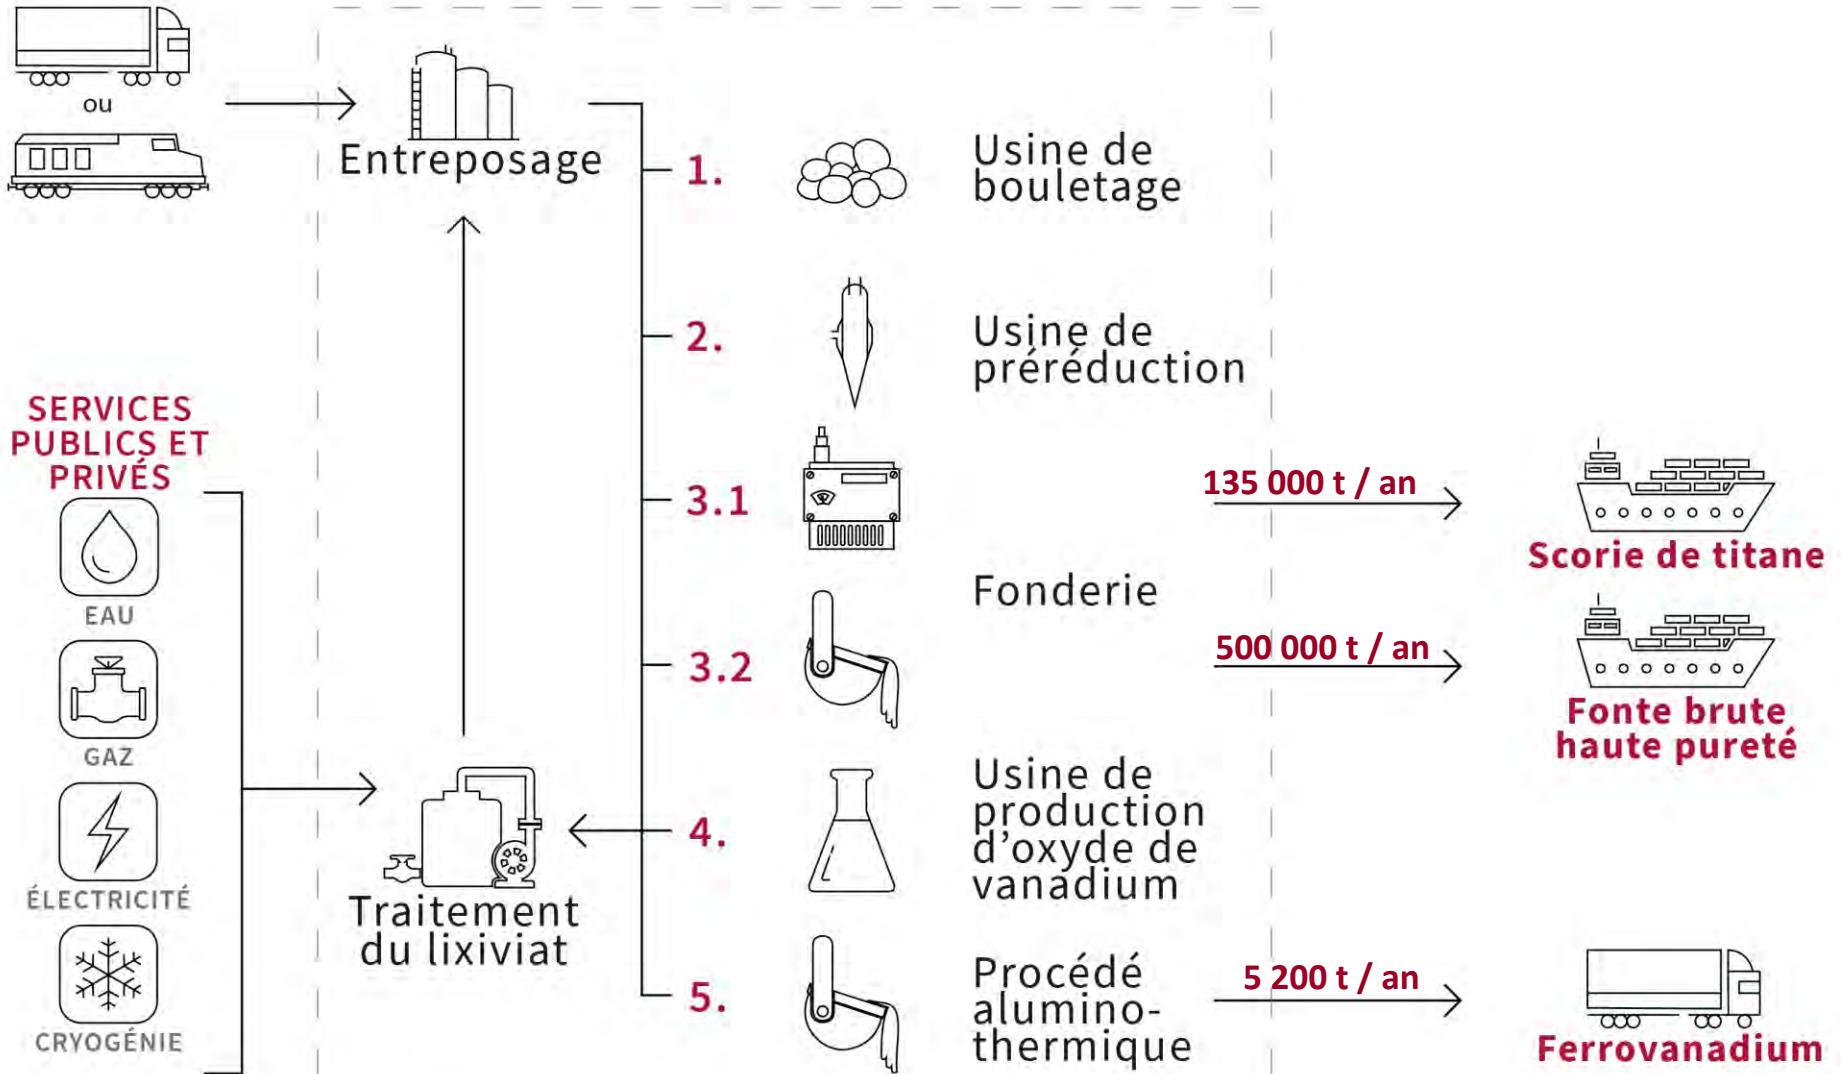 ou
Entreposage
1.
Usine de
bouletage
2.
Usine de
préréduction
SERVICES
PUBLICS ET
PRIVÉS
EAU
GAZ
ÉLECTRICITÉ
CRYOGÉNIE
3.1
135 000 t / an
Scorie de titane
Fonderie
3.2
500 000 t / an
Fonte brute
haute pureté
4.
Usine de
production
d'oxyde de
vanadium
Traitement
du lixiviat
5.
Procédé
alumino-
thermique
5 200 t / an
Ferrovanadium